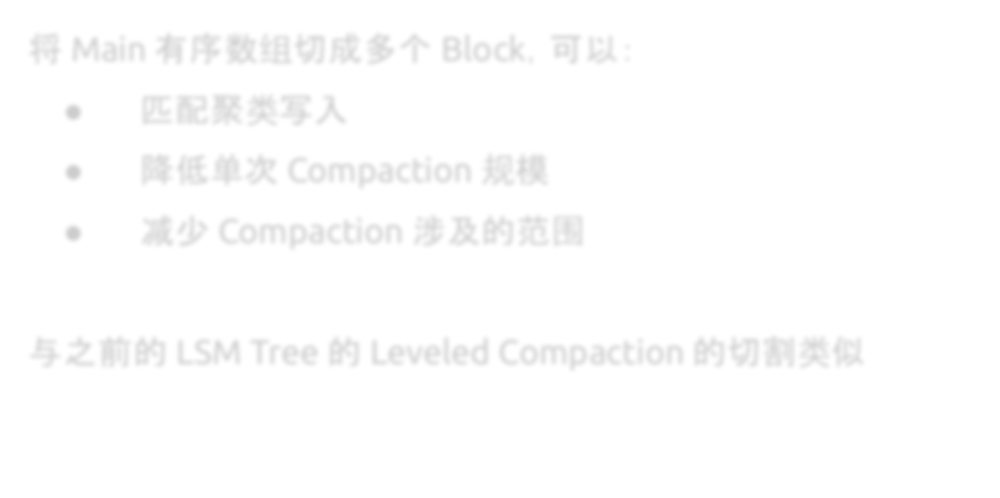 将 Main 有序数组切成多个 Block, 可以:
● 匹配聚类写入
● 降低单次 Compaction 规模
● 减少 Compaction 涉及的范围
与之前的 LSM Tree 的 Leveled Compaction 的切割类似